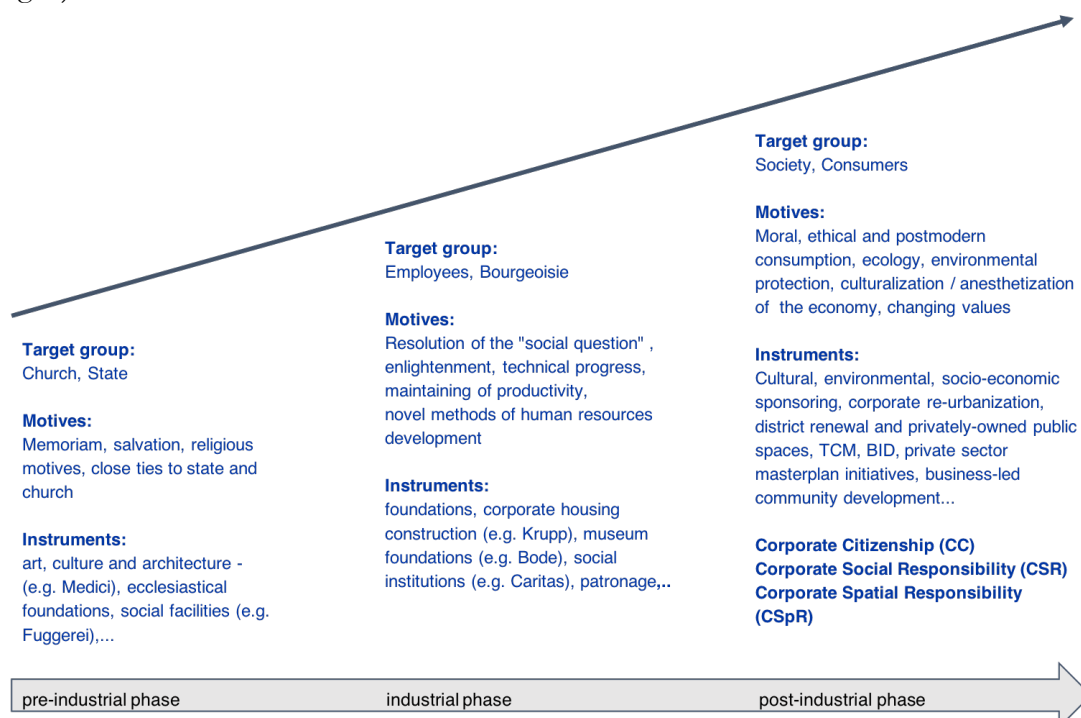 Target group:
Church, State
Motives:
Memoriam, salvation, religious
motives, close ties to state and
church
Instruments:
art, culture and architecture -
(e.g. Medici), ecclesiastical
foundations, social facilities (e.g.
Fuggerei),...
Target group:
Employees, Bourgeoisie
Motives:
Resolution of the "social question" ,
enlightenment, technical progress,
maintaining of productivity,
novel methods of human resources
development
Instruments:
foundations, corporate housing
construction (e.g. Krupp), museum
foundations (e.g. Bode), social
institutions (e.g. Caritas), patronage,..
Target group:
Society, Consumers
Motives:
Moral, ethical and postmodern
consumption, ecology, environmental
protection, culturalization / anesthetization
of the economy, changing values
Instruments:
Cultural, environmental, socio-economic
sponsoring, corporate re-urbanization,
district renewal and privately-owned public
spaces, TCM, BID, private sector
masterplan initiatives, business-led
community development...
Corporate Citizenship (CC)
Corporate Social Responsibility (CSR)
Corporate Spatial Responsibility
(CSpR)
pre-industrial phase
industrial phase
post-industrial phase